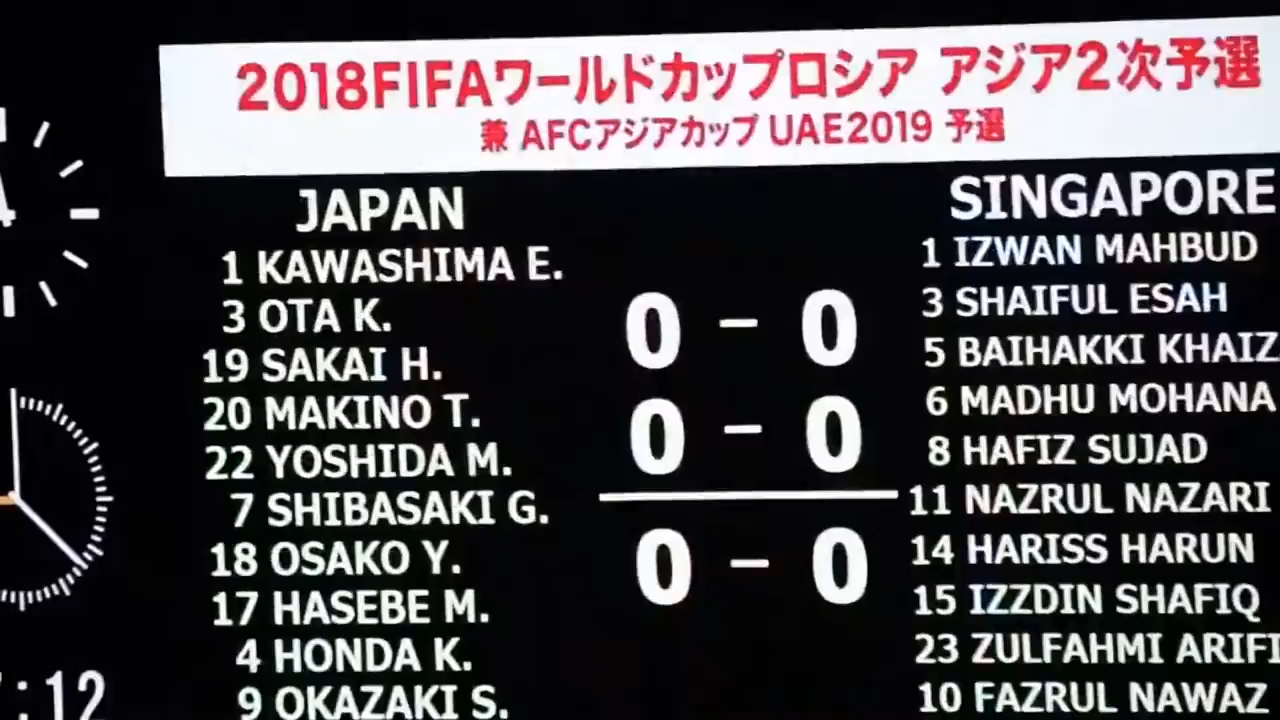 2018FIFAワールドカップロシア アジア2次予選
兼 AFCアジアカップ UAE2019 予選
JAPAN
1 KAWASHIMA E.
3 OTA K.
19 SAKAI H.
20 MAKINO T.
22 YOSHIDA M.
7 SHIBASAKI G.
18 OSAKO Y.
17 HASEBE M.
4 HONDA K.
9 OKAZAKI S.
0 - 0
0 - 0
0 - 0
SINGAPORE
1 IZWAN MAHBUD
3 SHAIFUL ESAH
5 BAIHAKKI KHAIZ
6 MADHU MOHANA
8 HAFIZ SUJAD
11 NAZRUL NAZARI
14 HARISS HARUN
15 IZZDIN SHAFIQ
23 ZULFAHMI ARIFI
10 FAZRUL NAWAZ
:12